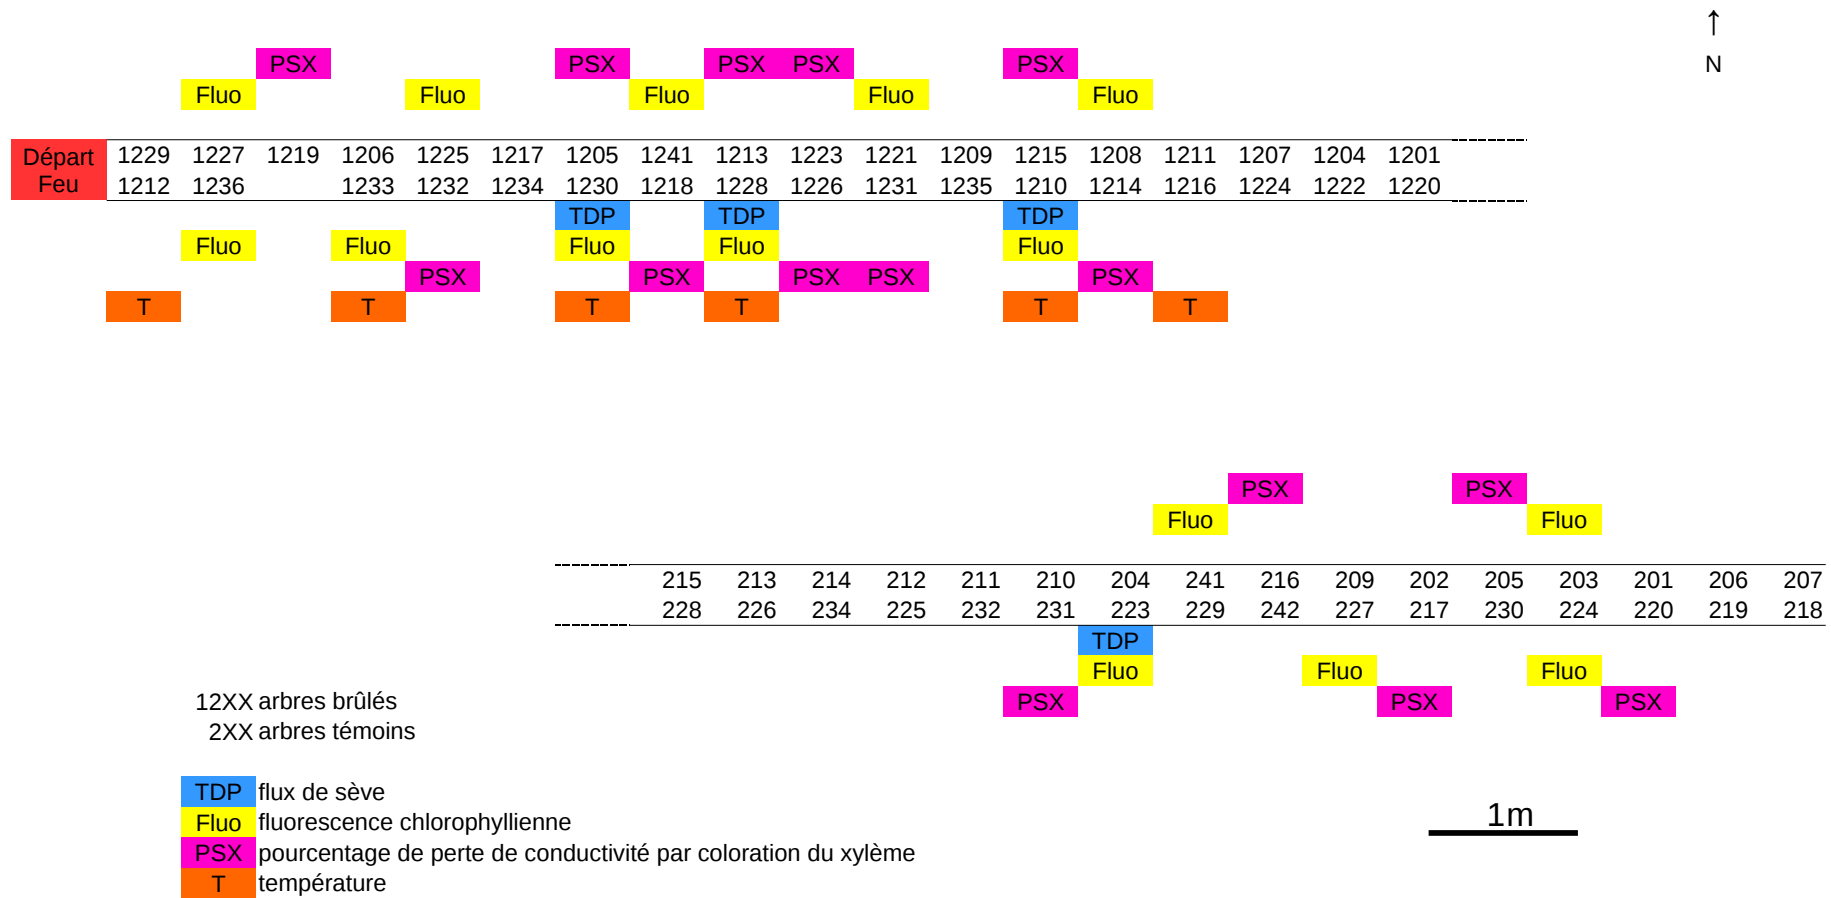 ↑
N
PSX PSX PSX PSX PSX
Fluo Fluo Fluo Fluo Fluo
Départ Feu
1229 1227 1219 1206 1225 1217 1205 1241 1213 1223 1221 1209 1215 1208 1211 1207 1204 1201
1212 1236 1233 1232 1234 1230 1218 1228 1226 1231 1235 1210 1214 1216 1224 1222 1220
TDP TDP TDP
Fluo Fluo Fluo Fluo Fluo
PSX PSX PSX PSX PSX
T T T T T T
PSX PSX
Fluo Fluo
215 213 214 212 211 210 204 241 216 209 202 205 203 201 206 207
228 226 234 225 232 231 223 229 242 227 217 230 224 220 219 218
TDP
Fluo Fluo Fluo
PSX PSX PSX
12XX arbres brûlés
2XX arbres témoins
TDP flux de sève
Fluo fluorescence chlorophyllienne
PSX pourcentage de perte de conductivité par coloration du xylème
T température
1m